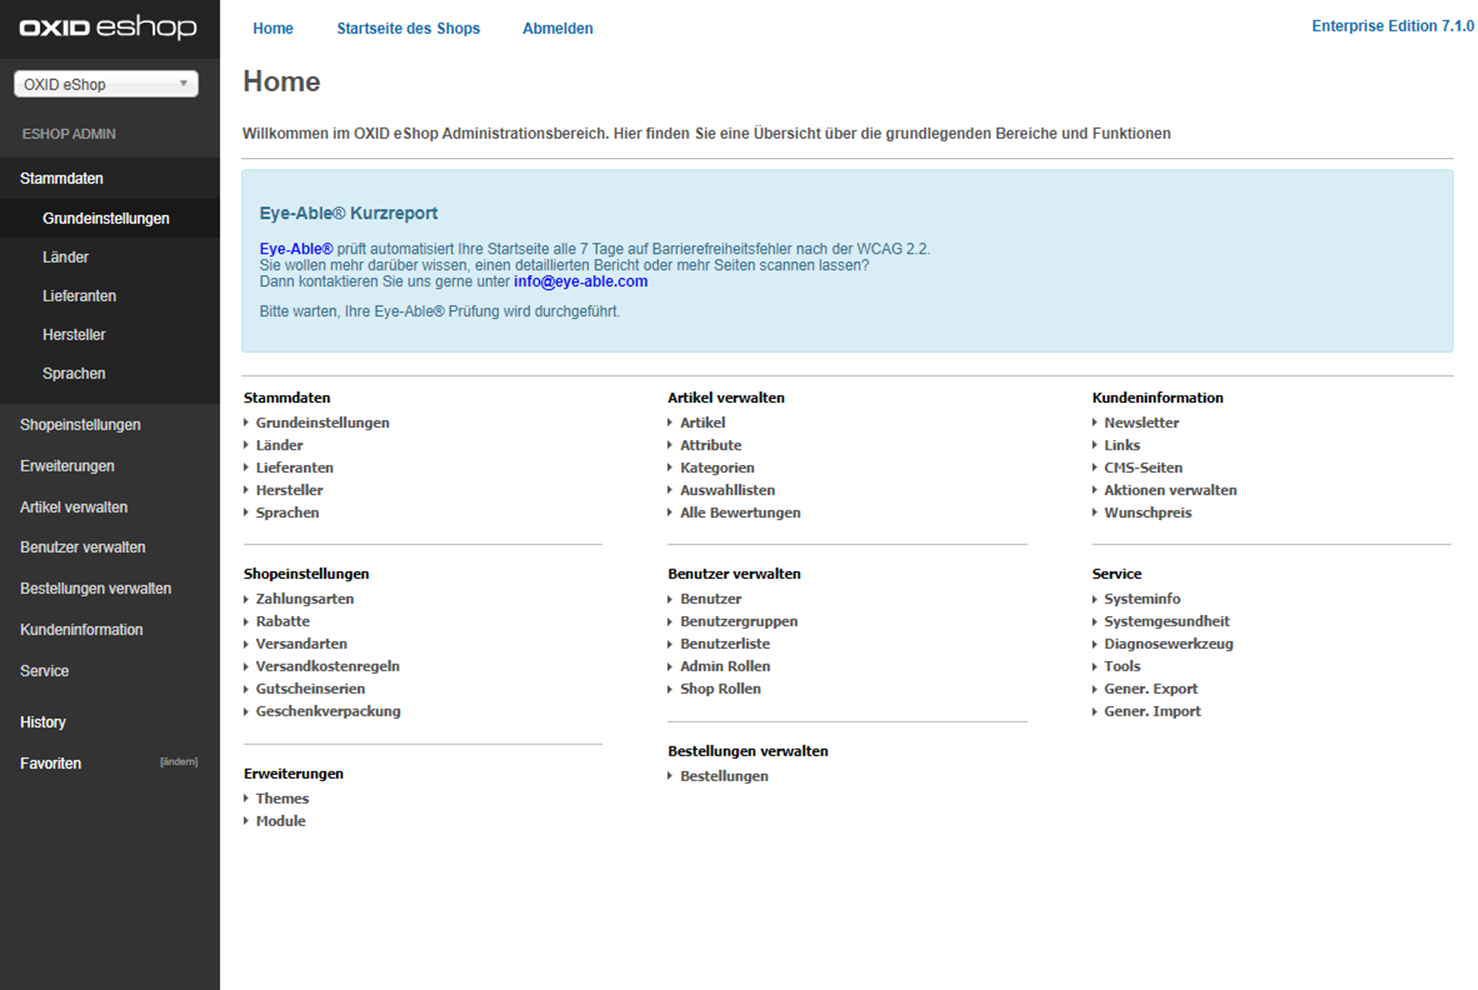 OXID eshop
OXID eShop
ESHOP ADMIN
Stammdaten
Grundeinstellungen
Länder
Lieferanten
Hersteller
Sprachen
Shopeinstellungen
Erweiterungen
Artikel verwalten
Benutzer verwalten
Bestellungen verwalten
Kundeninformation
Service
History
Favoriten [ändern]
Home Startseite des Shops Abmelden Enterprise Edition 7.1.0
Home
Willkommen im OXID eShop Administrationsbereich. Hier finden Sie eine Übersicht über die grundlegenden Bereiche und Funktionen
Eye-Able® Kurzreport
Eye-Able® prüft automatisiert Ihre Startseite alle 7 Tage auf Barrierefreiheitsfehler nach der WCAG 2.2.
Sie wollen mehr darüber wissen, einen detaillierten Bericht oder mehr Seiten scannen lassen?
Dann kontaktieren Sie uns gerne unter info@eye-able.com
Bitte warten, Ihre Eye-Able® Prüfung wird durchgeführt.
Stammdaten
Grundeinstellungen
Länder
Lieferanten
Hersteller
Sprachen
Shopeinstellungen
Zahlungsarten
Rabatte
Versandarten
Versandkostenregeln
Gutscheinserien
Geschenkverpackung
Erweiterungen
Themes
Module
Artikel verwalten
Artikel
Attribute
Kategorien
Auswahllisten
Alle Bewertungen
Benutzer verwalten
Benutzer
Benutzergruppen
Benutzerliste
Admin Rollen
Shop Rollen
Bestellungen verwalten
Bestellungen
Kundeninformation
Newsletter
Links
CMS-Seiten
Aktionen verwalten
Wunschpreis
Service
Systeminfo
Systemgesundheit
Diagnosewerkzeug
Tools
Gener. Export
Gener. Import